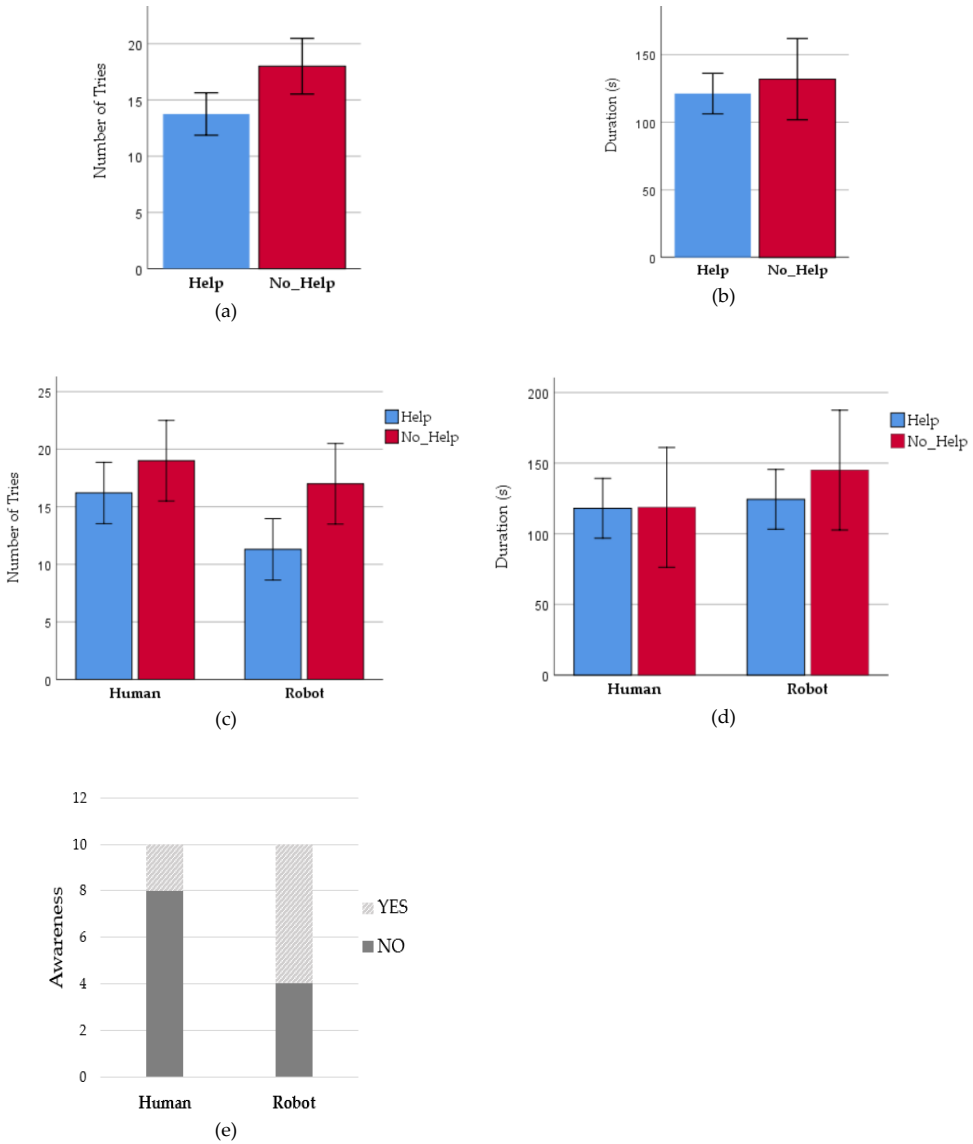 20
15
10
5
0
Number of Tries
Help No_Help
(a)
150
100
50
0
Duration (s)
Help No_Help
(b)
25
20
15
10
5
0
Number of Tries
Help
No_Help
Human Robot
(c)
200
150
100
50
0
Duration (s)
Help
No_Help
Human Robot
(d)
12
10
8
6
4
2
0
Awareness
YES
NO
Human Robot
(e)